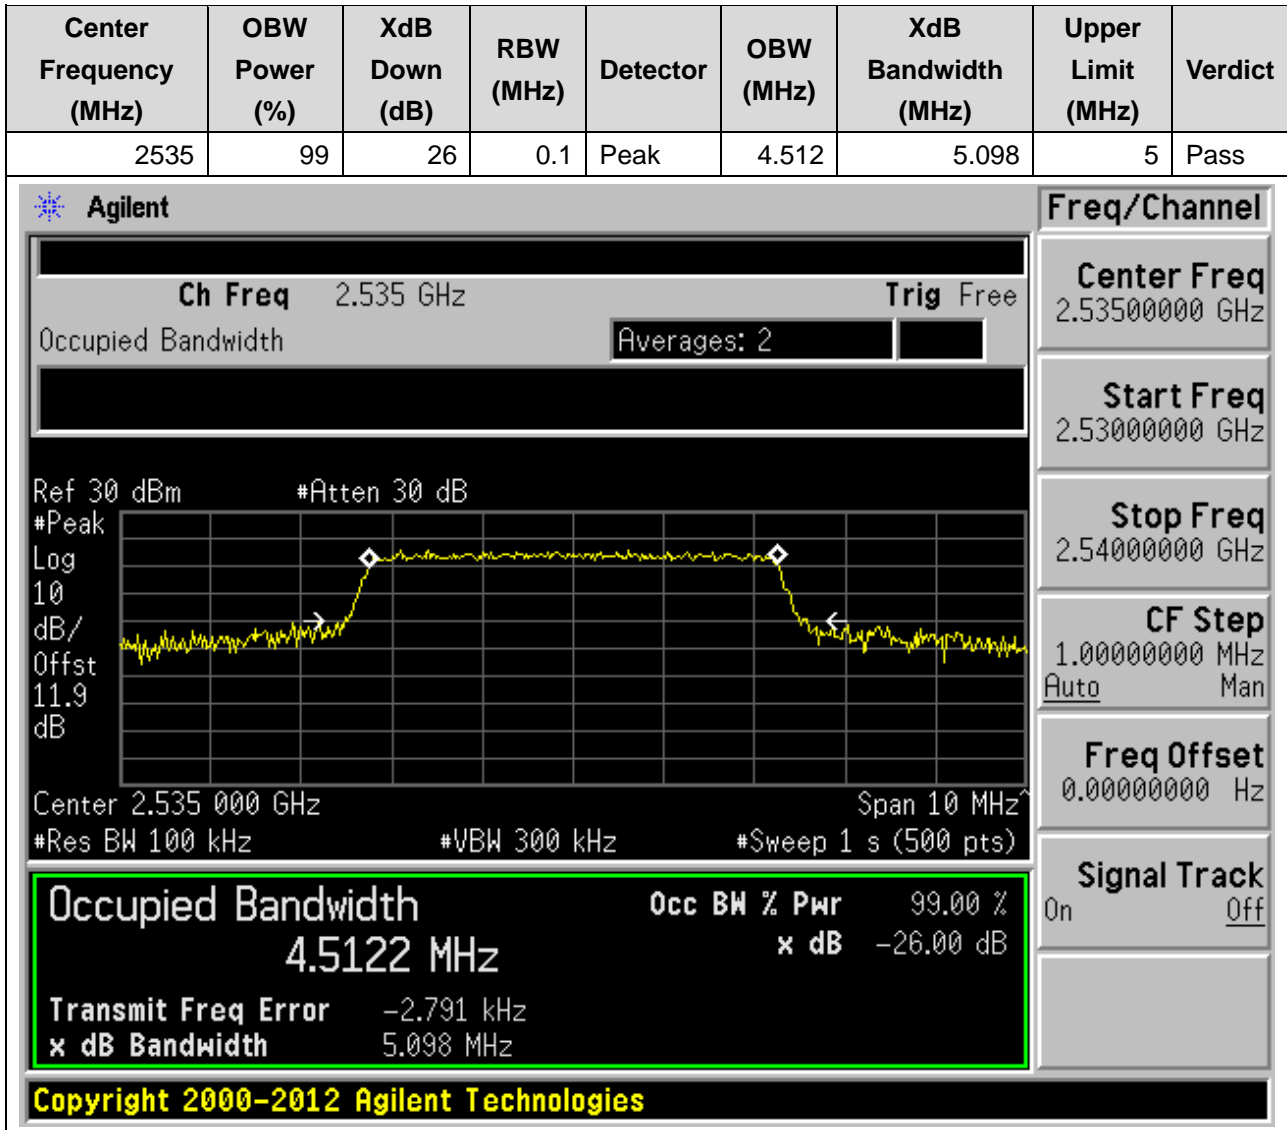 Center Frequency (MHz) OBW Power (%) XdB Down (dB) RBW (MHz) Detector OBW (MHz) XdB Bandwidth (MHz) Upper Limit (MHz) Verdict
2535 99 26 0.1 Peak 4.512 5.098 5 Pass
Agilent
Freq/Channel
Ch Freq 2.535 GHz Trig Free
Occupied Bandwidth Averages: 2
Center Freq
2.53500000 GHz
Start Freq
2.53000000 GHz
Stop Freq
2.54000000 GHz
CF Step
1.00000000 MHz
Auto Man
Freq Offset
0.00000000 Hz
Signal Track
On Off
Ref 30 dBm #Atten 30 dB
#Peak
Log
10
dB/
Offst
11.9
dB
Center 2.535 000 GHz Span 10 MHz^
#Res BW 100 kHz #VBW 300 kHz #Sweep 1 s (500 pts)
Occupied Bandwidth Occ BW % Pwr 99.00 %
4.5122 MHz x dB -26.00 dB
Transmit Freq Error -2.791 kHz
x dB Bandwidth 5.098 MHz
Copyright 2000-2012 Agilent Technologies